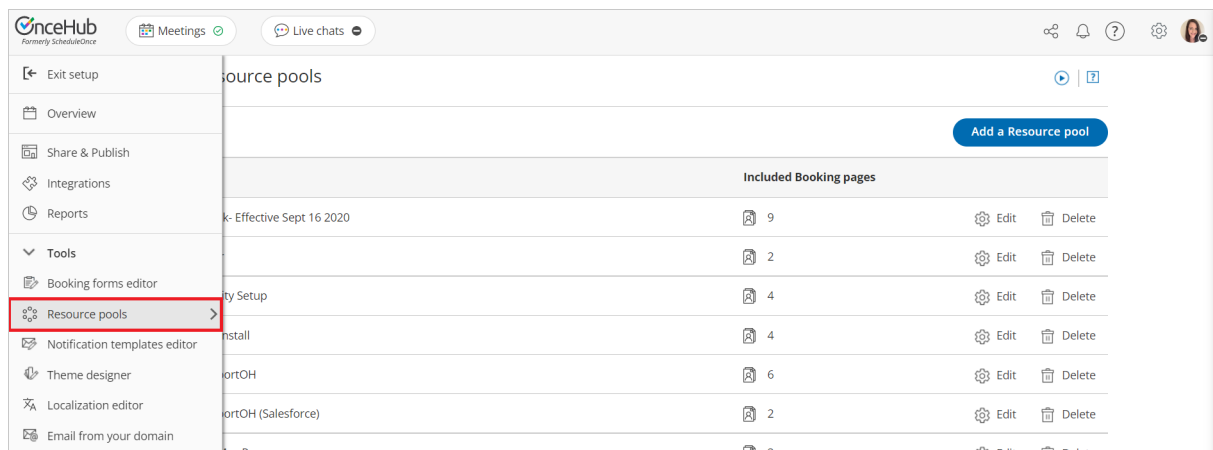 OnceHub
Formerly ScheduleOnce
Meetings
Live chats
?
Exit setup
Overview
Share & Publish
Integrations
Reports
Tools
Booking forms editor
Resource pools
Notification templates editor
Theme designer
Localization editor
Email from your domain
source pools
?
Add a Resource pool
Included Booking pages
k- Effective Sept 16 2020 9 Edit Delete
2 Edit Delete
ity Setup 4 Edit Delete
nstall 4 Edit Delete
ortOH 6 Edit Delete
ortOH (Salesforce) 2 Edit Delete